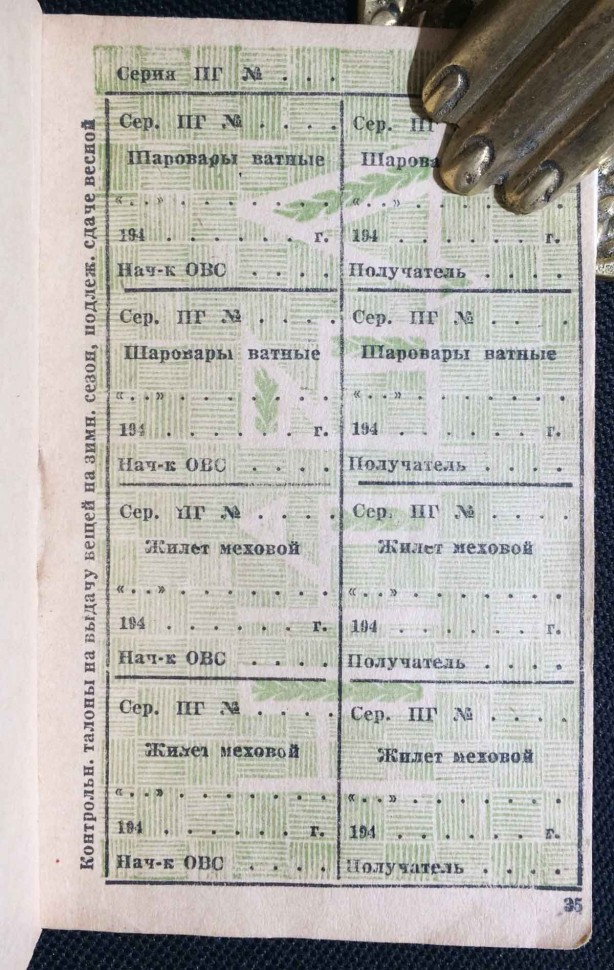 Контрольн. талоны на выдачу вещей на зимн. сезон, подлеж. сдаче весной
Серия ПГ № . . .
Сер. ПГ № . . . .
Шаровары ватные
«. .» . . . . . . .
194 . . . . . . г.
Нач-к ОВС . . . .
Сер. ПГ
Шарова
«. .» . . . . . .
194 . . . . . . г.
Получатель . . . .
Сер. ПГ № . . . .
Шаровары ватные
«. .» . . . . . . .
194 . . . . . . г.
Нач-к ОВС . . . .
Сер. ПГ № . . . .
Шаровары ватные
«. .» . . . . . . .
194 . . . . . . г.
Получатель . . . .
Сер. ПГ № . . . .
Жилет меховой
«. .» . . . . . . .
194 . . . . . . г.
Нач-к ОВС . . . .
Сер. ПГ № . . . .
Жилет меховой
«. .» . . . . . . .
194 . . . . . . г.
Получатель . . . .
Сер. ПГ № . . . .
Жилет меховой
«. .» . . . . . . .
194 . . . . . . г.
Нач-к ОВС . . . .
Сер. ПГ № . . . .
Жилет меховой
«. .» . . . . . . .
194 . . . . . . г.
Получатель . . . .
35